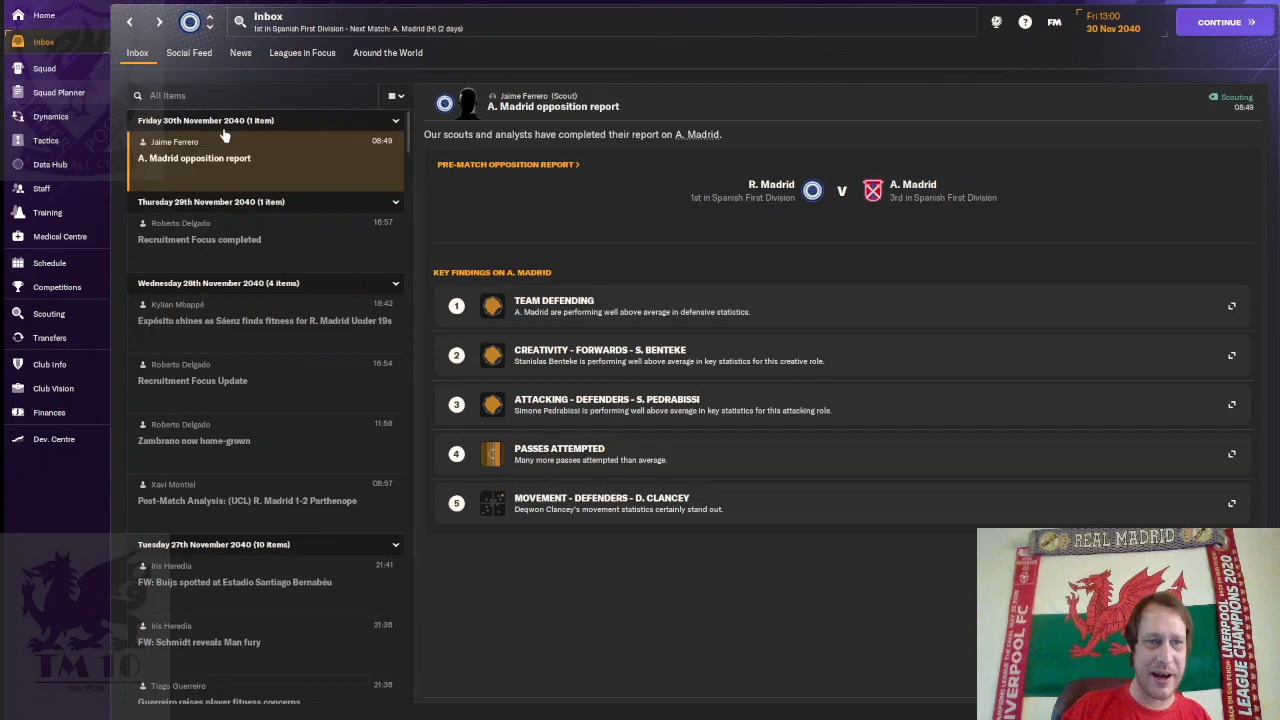 Inbox
1st in Spanish First Division - Next Match: A. Madrid (H) (2 days)
FM
Fri 13:00
30 Nov 2040
CONTINUE
Home
Inbox
Squad
Squad Planner
Dynamics
Tactics
Data Hub
Staff
Training
Medical Centre
Schedule
Competitions
Scouting
Transfers
Club Info
Club Vision
Finances
Dev. Centre
Inbox
Social Feed
News
Leagues in Focus
Around the World
All Items
Friday 30th November 2040 (1 item)
Jaime Ferrero
08:49
A. Madrid opposition report
Thursday 29th November 2040 (1 item)
Roberto Delgado
16:57
Recruitment Focus completed
Wednesday 28th November 2040 (4 items)
Kylian Mbappé
18:42
Expósito shines as Sáenz finds fitness for R. Madrid Under 19s
Roberto Delgado
16:54
Recruitment Focus Update
Roberto Delgado
11:56
Zambrano now home-grown
Xavi Montiel
08:57
Post-Match Analysis: (UCL) R. Madrid 1-2 Parthenope
Tuesday 27th November 2040 (10 items)
Iris Heredia
21:41
FW: Buijs spotted at Estadio Santiago Bernabéu
Iris Heredia
21:36
FW: Schmidt reveals Man fury
Tiago Guerreiro
21:36
Guerreiro raises player fitness concerns
Jaime Ferrero (Scout)
A. Madrid opposition report
Scouting
08:49
Our scouts and analysts have completed their report on A. Madrid.
PRE-MATCH OPPOSITION REPORT >
R. Madrid
1st in Spanish First Division
V
A. Madrid
3rd in Spanish First Division
KEY FINDINGS ON A. MADRID
1
TEAM DEFENDING
A. Madrid are performing well above average in defensive statistics.
2
CREATIVITY - FORWARDS - S. BENTEKE
Stanislas Benteke is performing well above average in key statistics for this creative role.
3
ATTACKING - DEFENDERS - S. PEDRABISSI
Simone Pedrabissi is performing well above average in key statistics for this attacking role.
4
PASSES ATTEMPTED
Many more passes attempted than average.
5
MOVEMENT - DEFENDERS - D. CLANCEY
Deqwon Clancey's movement statistics certainly stand out.
TM 10
REAL MADRID
LIVERPOOL FC
LIVERPOOL
LEAGUE CHAMPIONS 2020